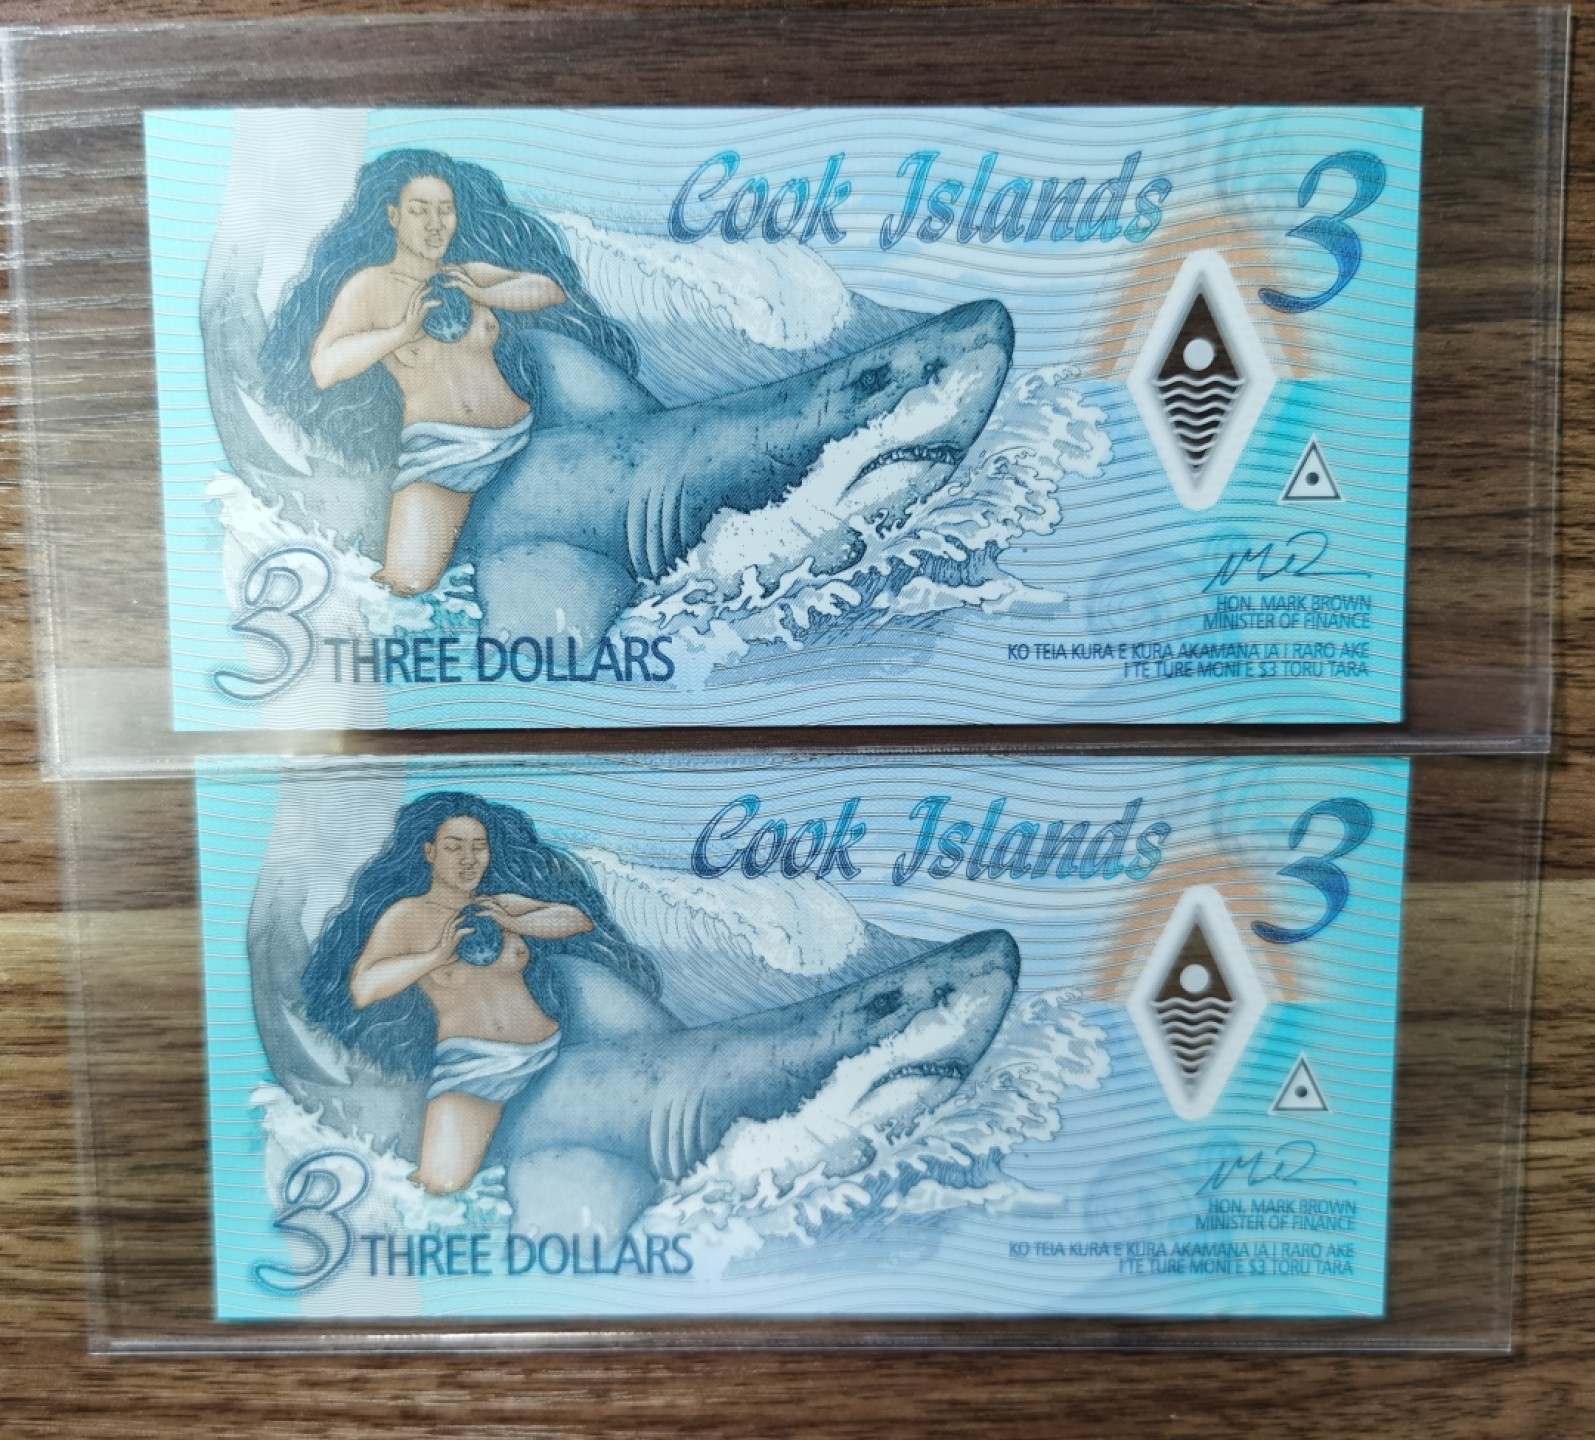 Cook Islands
3
HON. MARK BROWN
MINISTER OF FINANCE
3 THREE DOLLARS
KO TEIA KURA E KURA AKAMANA IA I RARO AKE
I TE TURE MONI E $3 TORU TARA
Cook Islands
3
HON. MARK BROWN
MINISTER OF FINANCE
3 THREE DOLLARS
KO TEIA KURA E KURA AKAMANA IA I RARO AKE
I TE TURE MONI E $3 TORU TARA